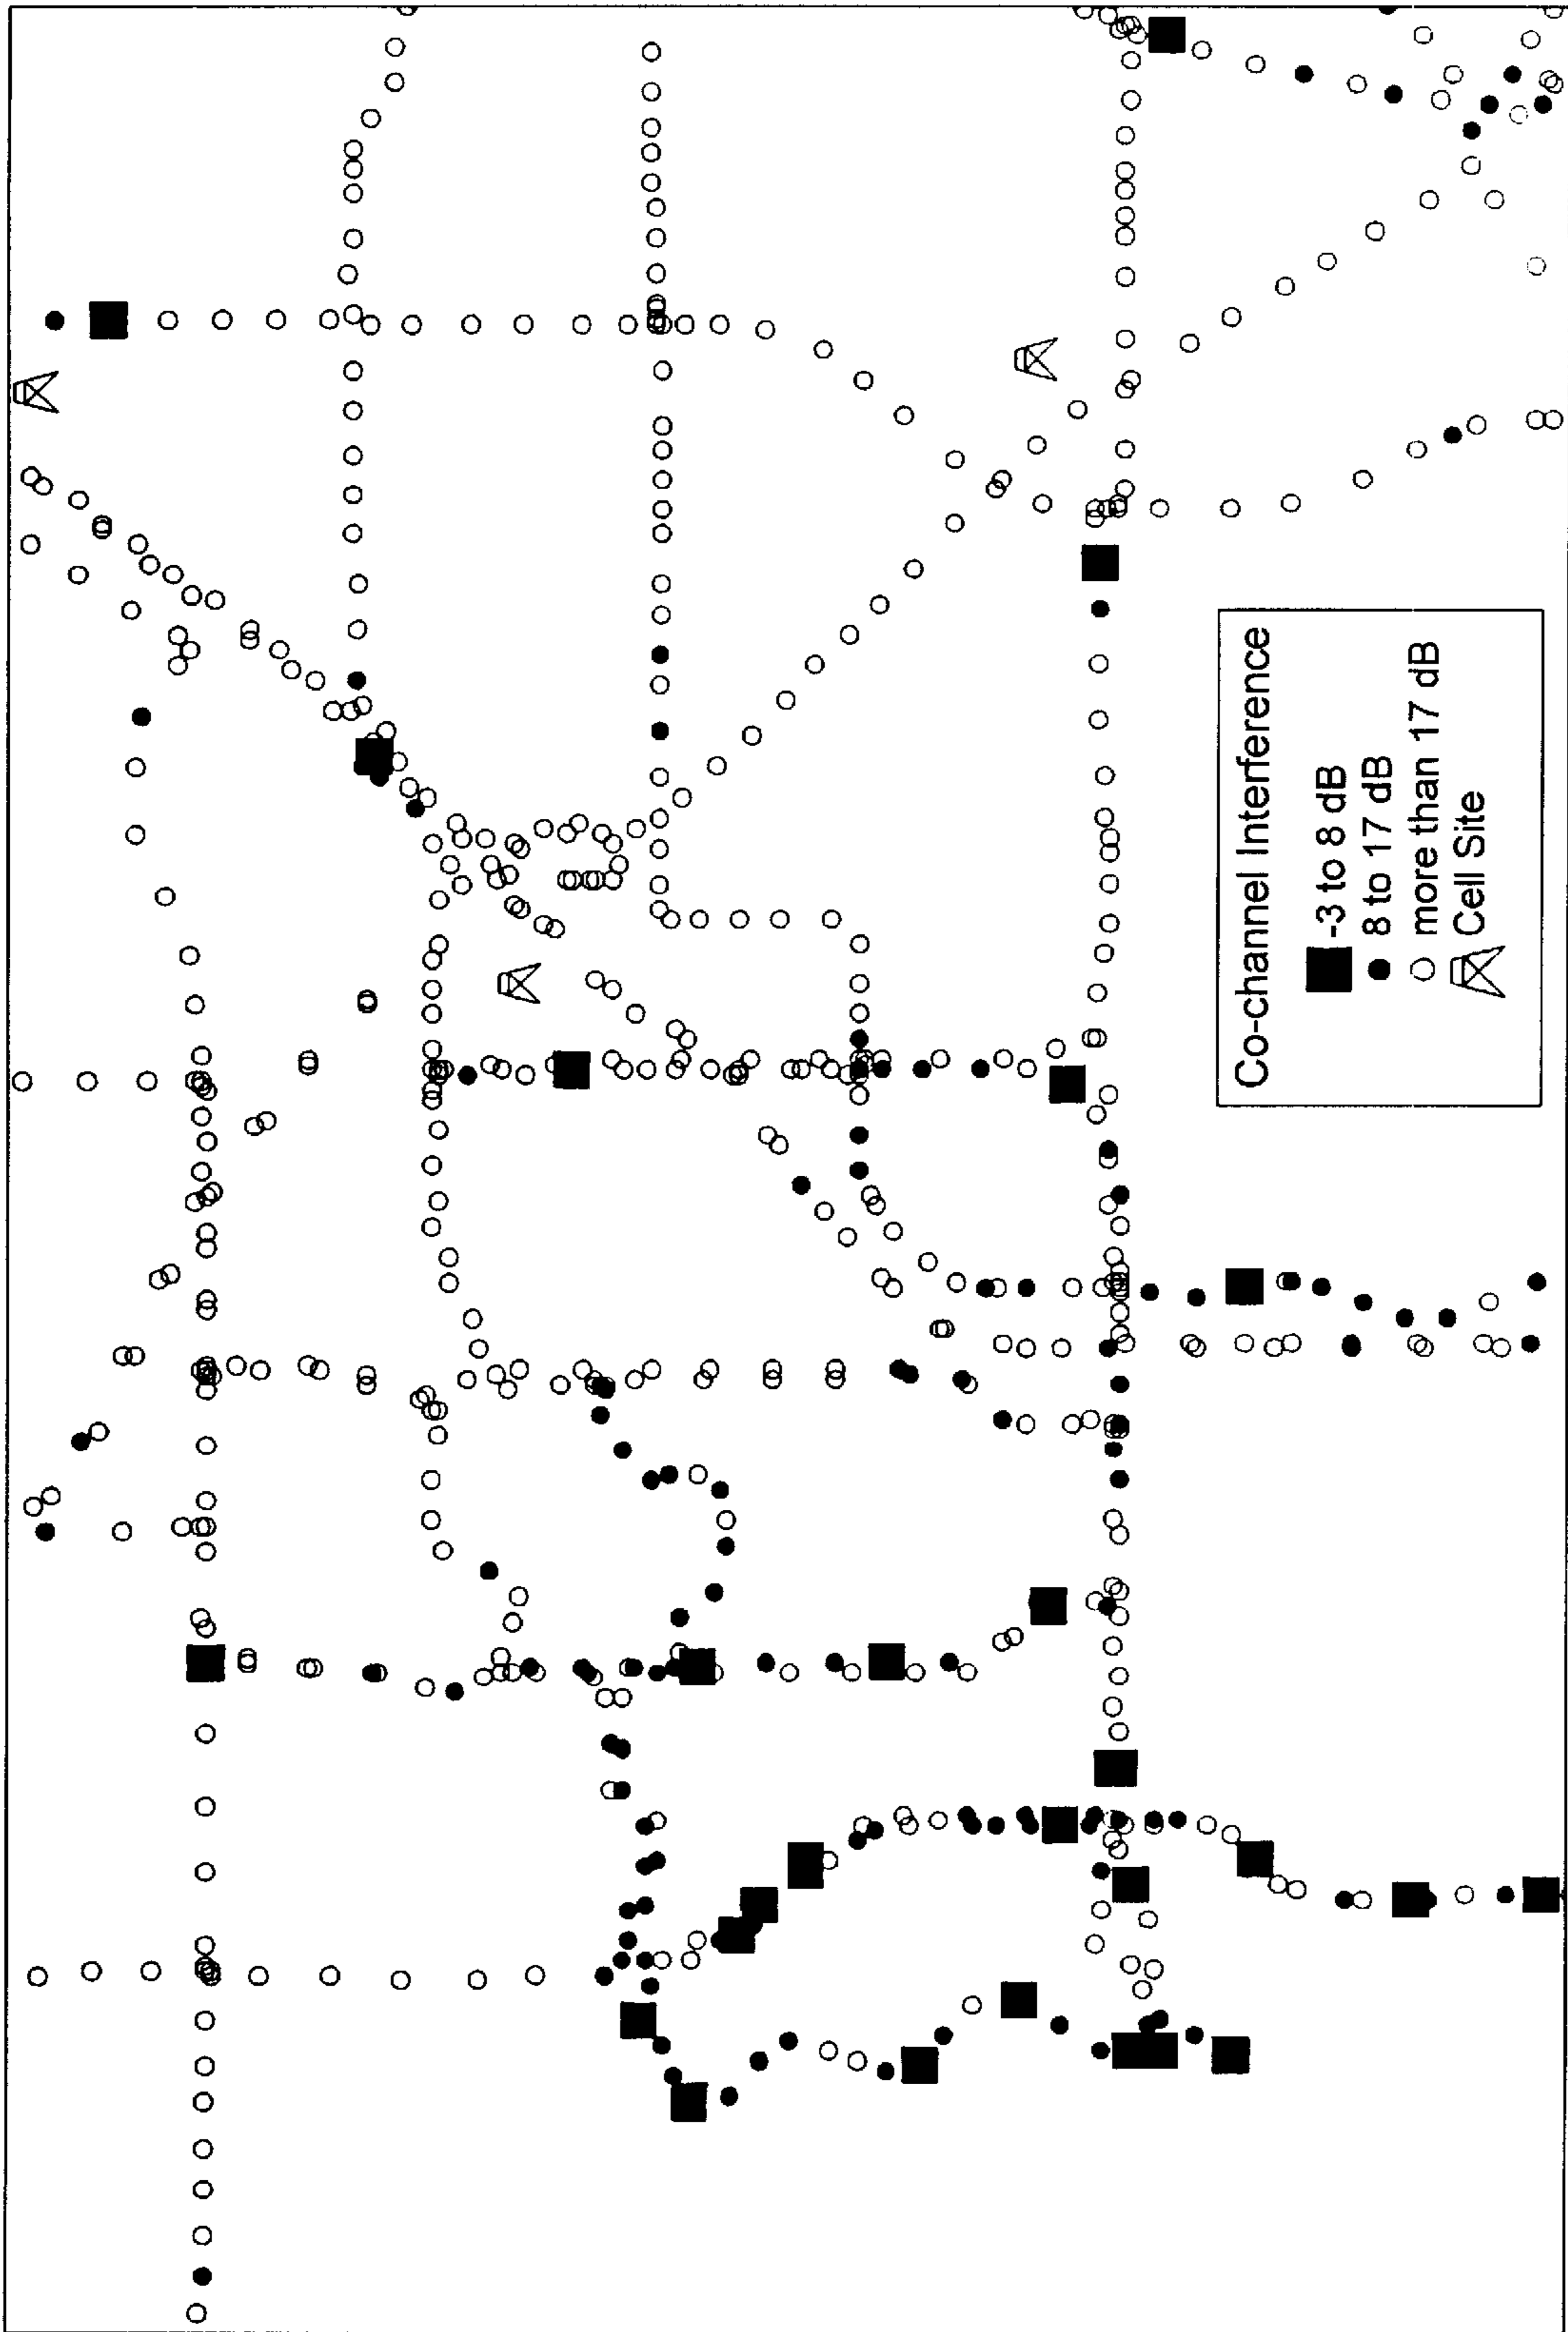 Co-channel Interference
-3 to 8 dB
8 to 17 dB
more than 17 dB
Cell Site